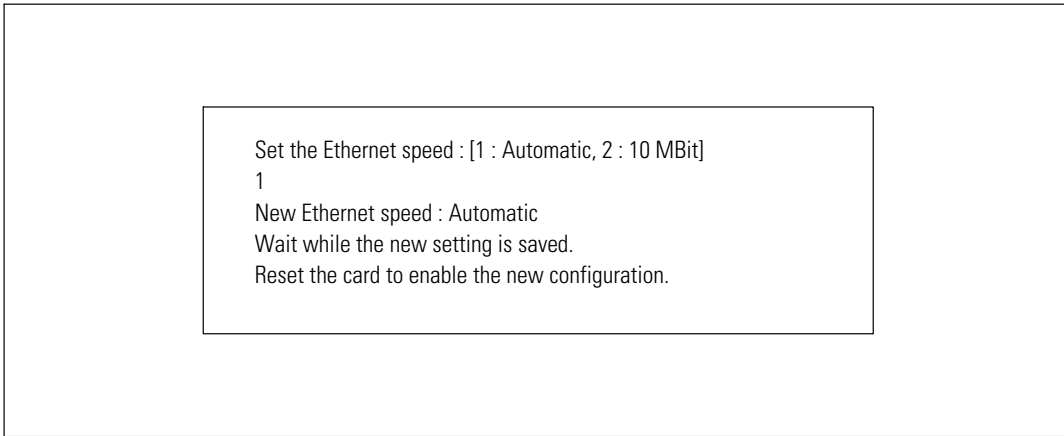 Set the Ethernet speed : [1 : Automatic, 2 : 10 MBit]
1
New Ethernet speed : Automatic
Wait while the new setting is saved.
Reset the card to enable the new configuration.